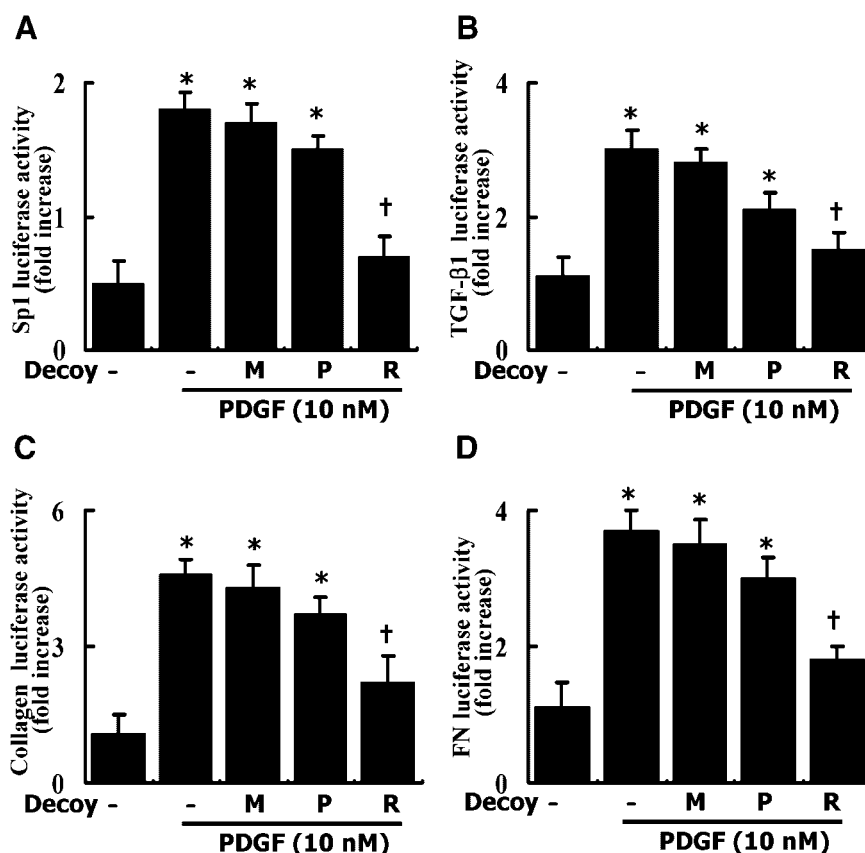 A
Sp1 luciferase activity
(fold increase)
2
1
0
* * * †
Decoy - - M P R
PDGF (10 nM)
B
TGF-β1 luciferase activity
(fold increase)
4
2
0
* * * †
Decoy - - M P R
PDGF (10 nM)
C
Collagen luciferase activity
(fold increase)
6
3
0
* * * †
Decoy - - M P R
PDGF (10 nM)
D
FN luciferase activity
(fold increase)
4
2
0
* * * †
Decoy - - M P R
PDGF (10 nM)